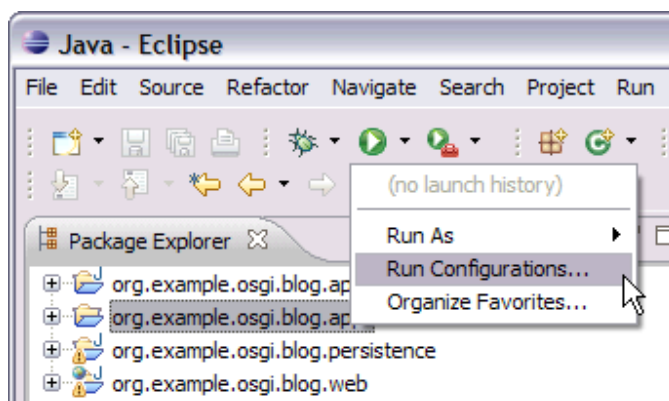 Java - Eclipse
File Edit Source Refactor Navigate Search Project Run
(no launch history)
Run As
Run Configurations...
Organize Favorites...
Package Explorer
org.example.osgi.blog.ap
org.example.osgi.blog.ap
org.example.osgi.blog.persistence
org.example.osgi.blog.web